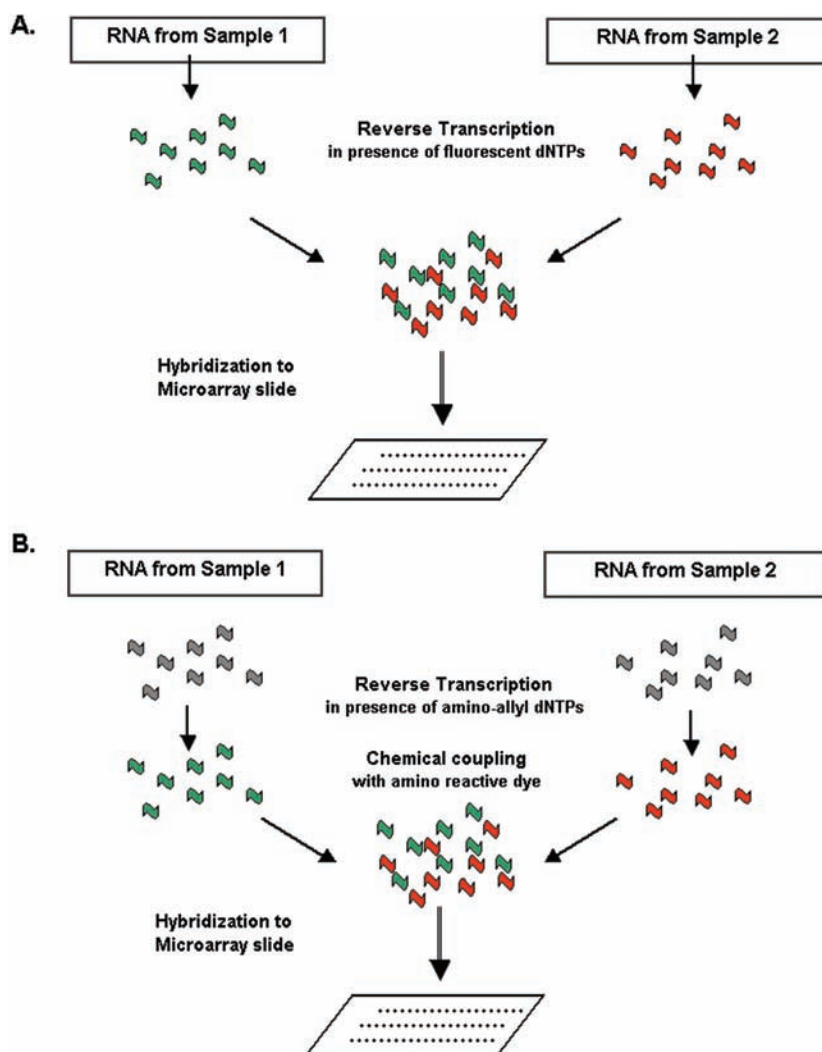 A.
RNA from Sample 1
RNA from Sample 2
Reverse Transcription
in presence of fluorescent dNTPs
Hybridization to
Microarray slide
B.
RNA from Sample 1
RNA from Sample 2
Reverse Transcription
in presence of amino-allyl dNTPs
Chemical coupling
with amino reactive dye
Hybridization to
Microarray slide